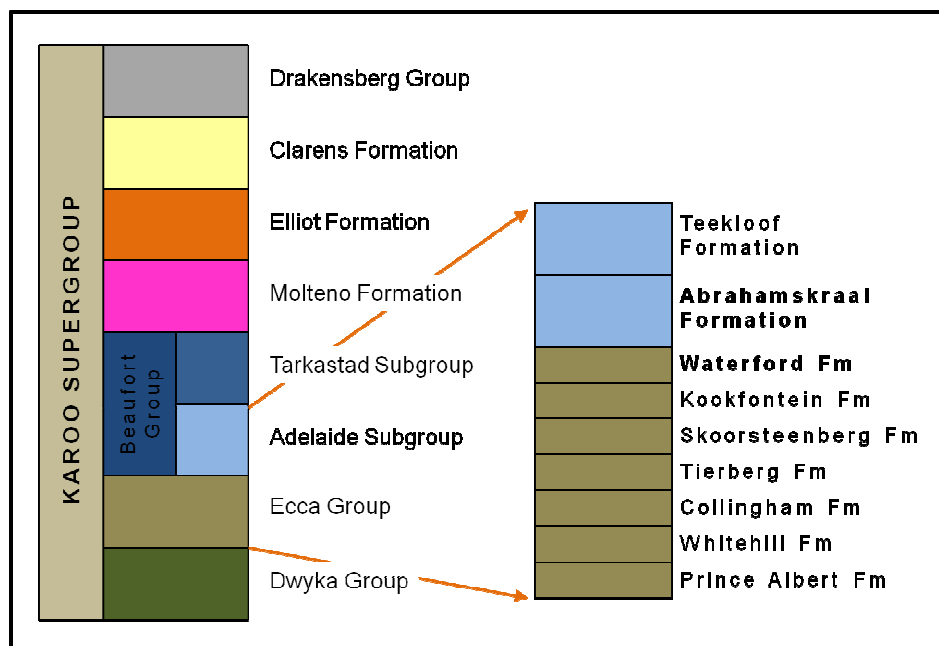 KAROO SUPERGROUP
Beaufort
Group
Drakensberg Group
Clarens Formation
Elliot Formation
Molteno Formation
Tarkastad Subgroup
Adelaide Subgroup
Ecca Group
Dwyka Group
Teekloof
Formation
Abrahamskraal
Formation
Waterford Fm
Kookfontein Fm
Skoorsteenberg Fm
Tierberg Fm
Collingham Fm
Whitehill Fm
Prince Albert Fm